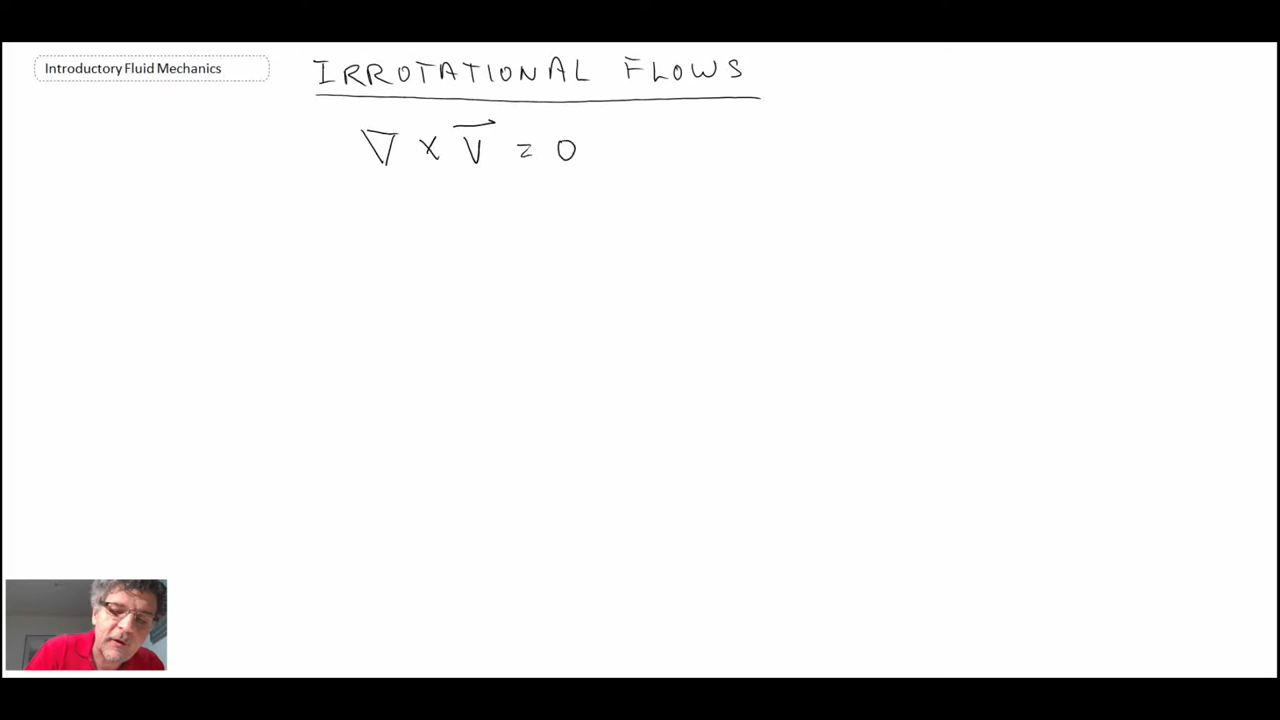 Introductory Fluid Mechanics
IRROTATIONAL FLOWS
∇ × V⃗ = 0